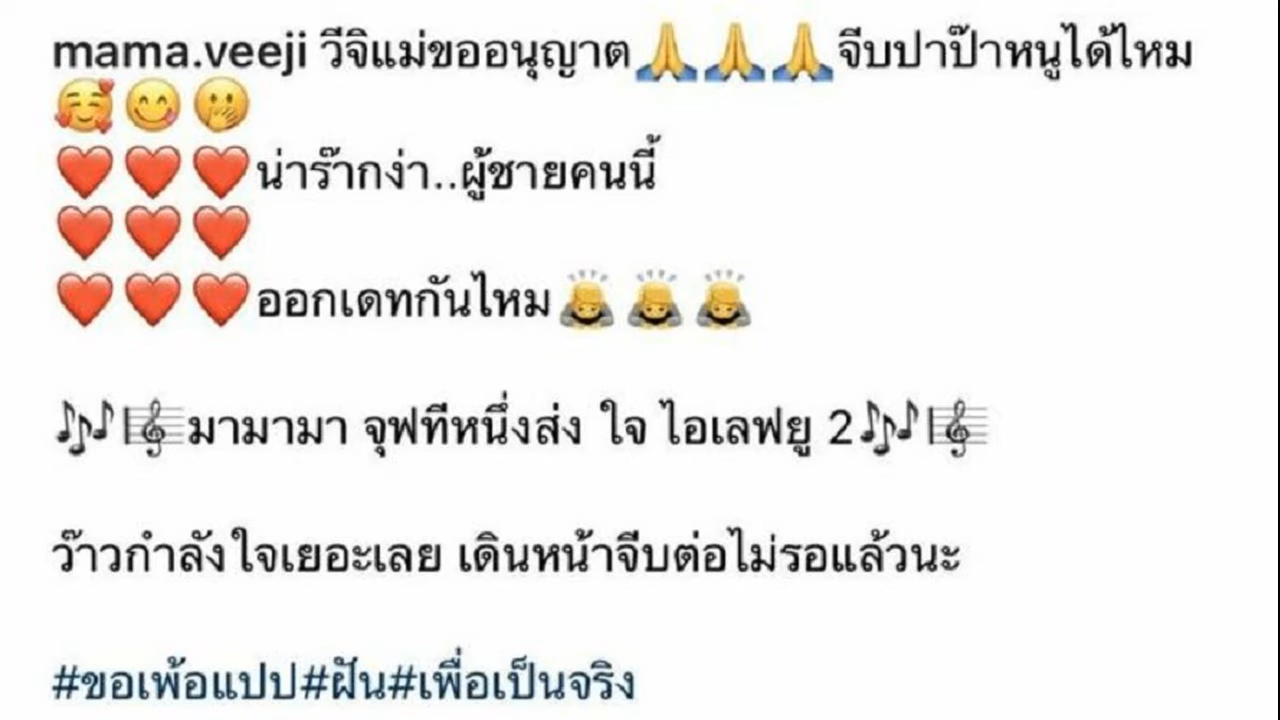 mama.veeji วีจิแม่ขออนุญาต🙏🙏🙏จีบปาป๊าหนูได้ไหม
🥰😋🤭
❤️❤️❤️น่าร๊ากง่า..ผู้ชายคนนี้
❤️❤️❤️
❤️❤️❤️ออกเดทกันไหม🙇🙇🙇
🎶🎼มามามา จุฟทีหนึ่งส่ง ใจ ไอเลฟยู 2🎶🎼
ว๊าวกำลังใจเยอะเลย เดินหน้าจีบต่อไม่รอแล้วนะ
#ขอเพ้อแปป#ฝัน#เพื่อเป็นจริง